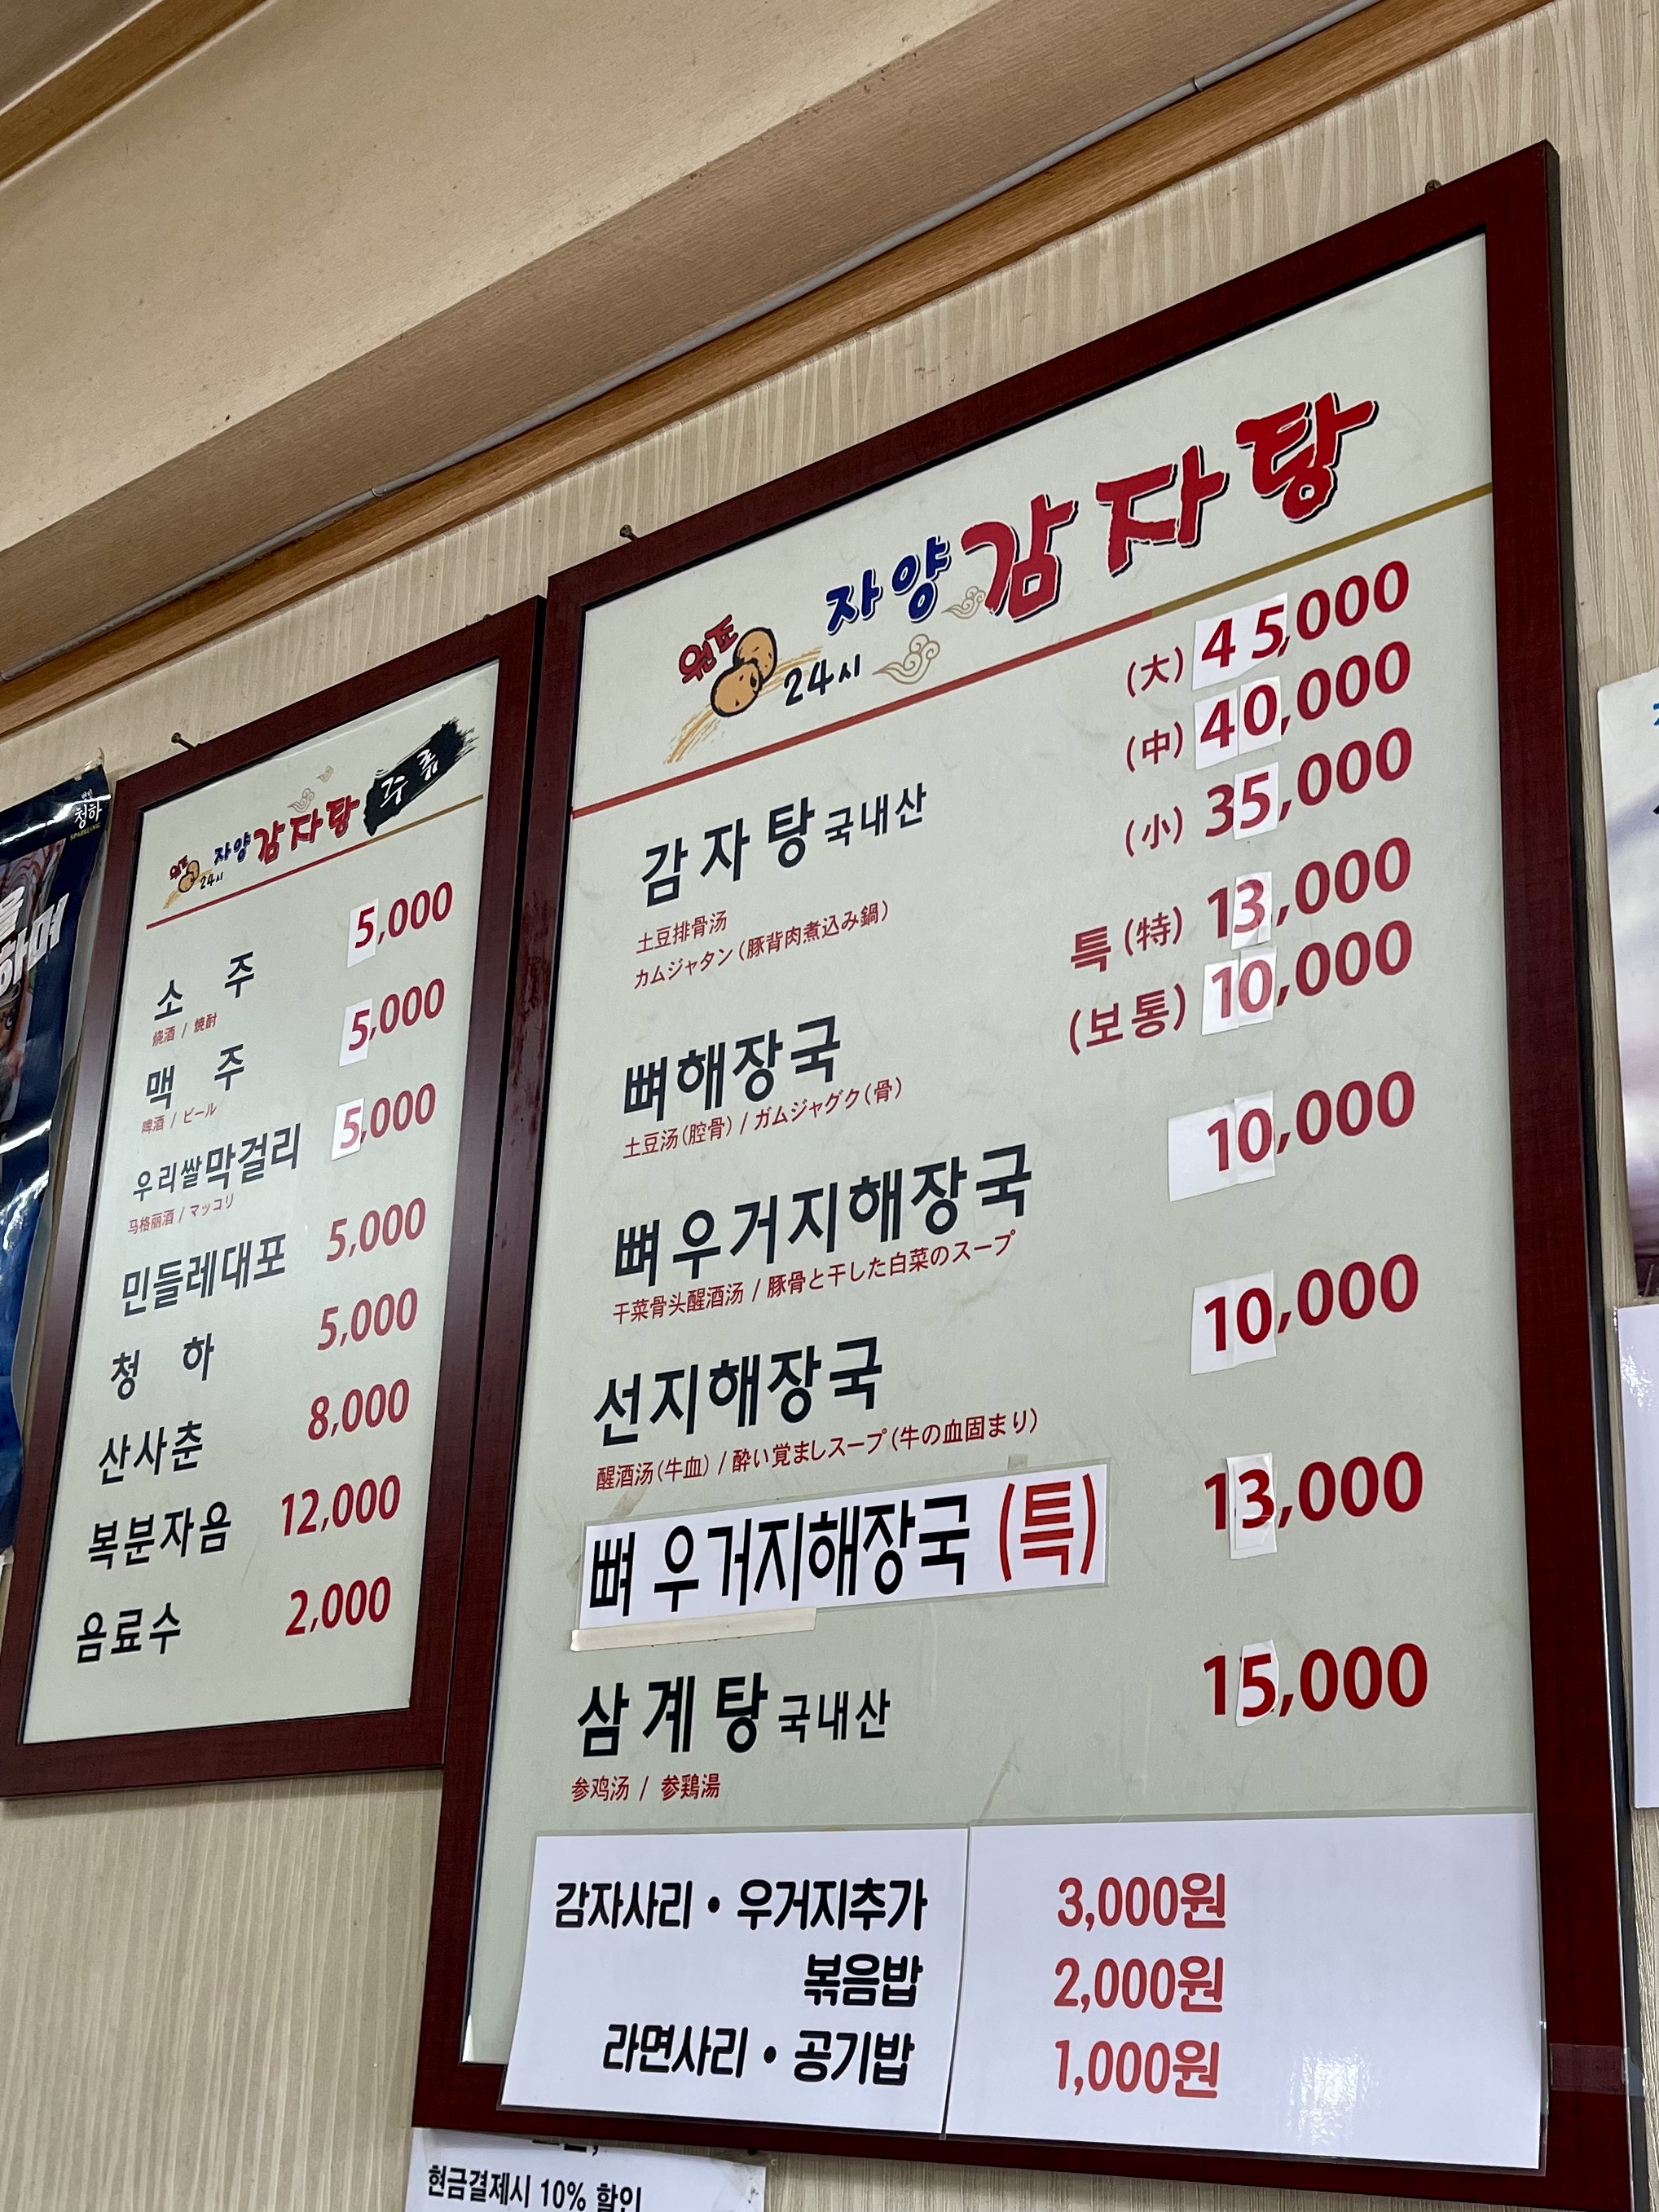 청하
SPARKLING
원조
24시
자양 감자탕 주류
소 주 5,000
烧酒 / 焼酎
맥 주 5,000
啤酒 / ビール
우리쌀막걸리 5,000
马格丽酒 / マッコリ
민들레대포 5,000
청 하 5,000
산사춘 8,000
복분자음 12,000
음료수 2,000
원조
24시
자양 감자탕
감자탕 국내산
土豆排骨汤
カムジャタン (豚背肉煮込み鍋)
(大) 45,000
(中) 40,000
(小) 35,000
뼈해장국
土豆汤(腔骨) / ガムジャグク(骨)
특(特) 13,000
(보통) 10,000
뼈우거지해장국 10,000
干菜骨头醒酒汤 / 豚骨と干した白菜のスープ
선지해장국 10,000
醒酒汤(牛血) / 酔い覚ましスープ(牛の血固まり)
뼈 우거지해장국 (특) 13,000
삼계탕 국내산 15,000
参鸡汤 / 参鶏湯
감자사리 • 우거지추가 3,000원
볶음밥 2,000원
라면사리 • 공기밥 1,000원
현금결제시 10% 할인